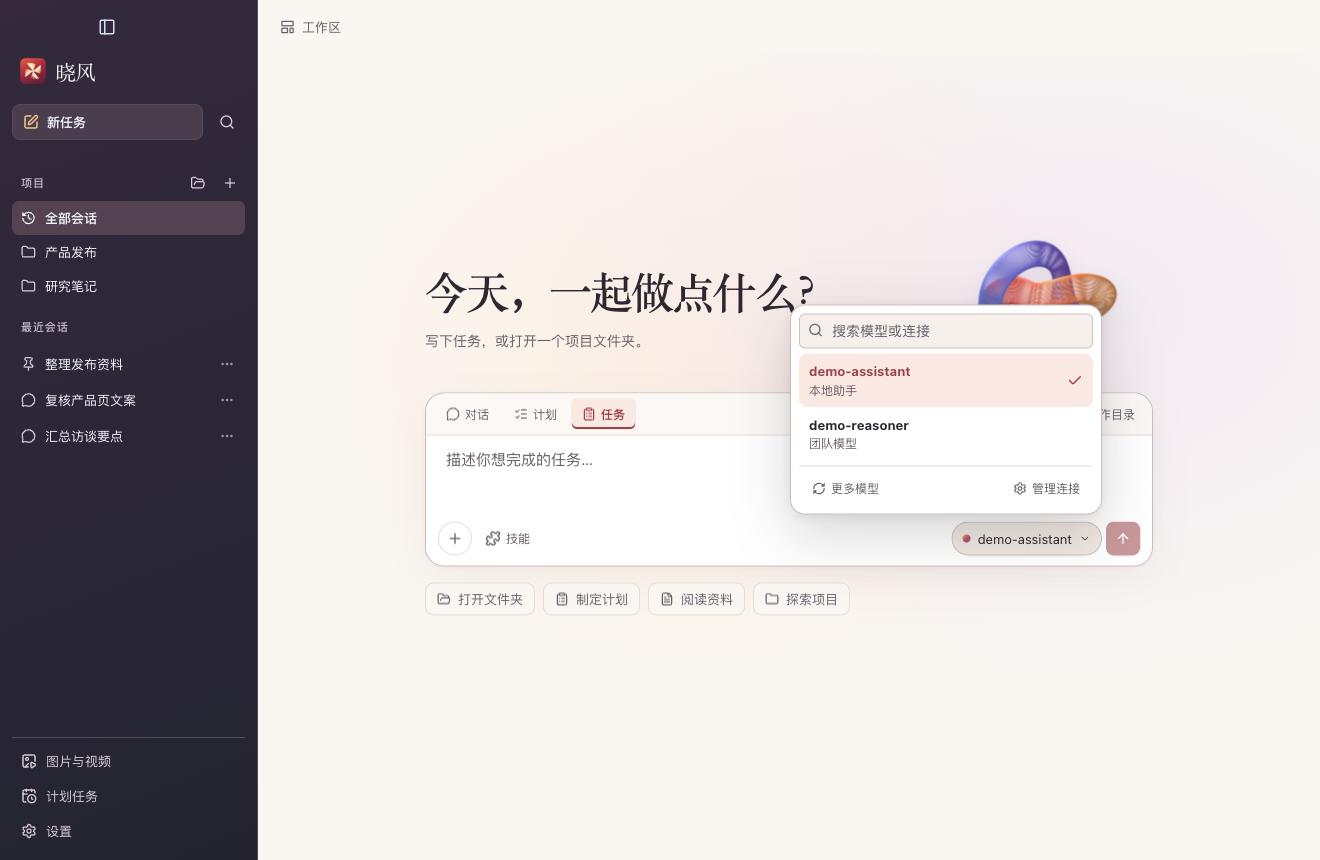 工作区
晓风
新任务
项目
全部会话
产品发布
研究笔记
最近会话
整理发布资料
复核产品页文案
汇总访谈要点
图片与视频
计划任务
设置
今天，一起做点什么?
写下任务，或打开一个项目文件夹。
对话
计划
任务
作目录
描述你想完成的任务...
技能
demo-assistant
搜索模型或连接
demo-assistant
本地助手
demo-reasoner
团队模型
更多模型
管理连接
打开文件夹
制定计划
阅读资料
探索项目